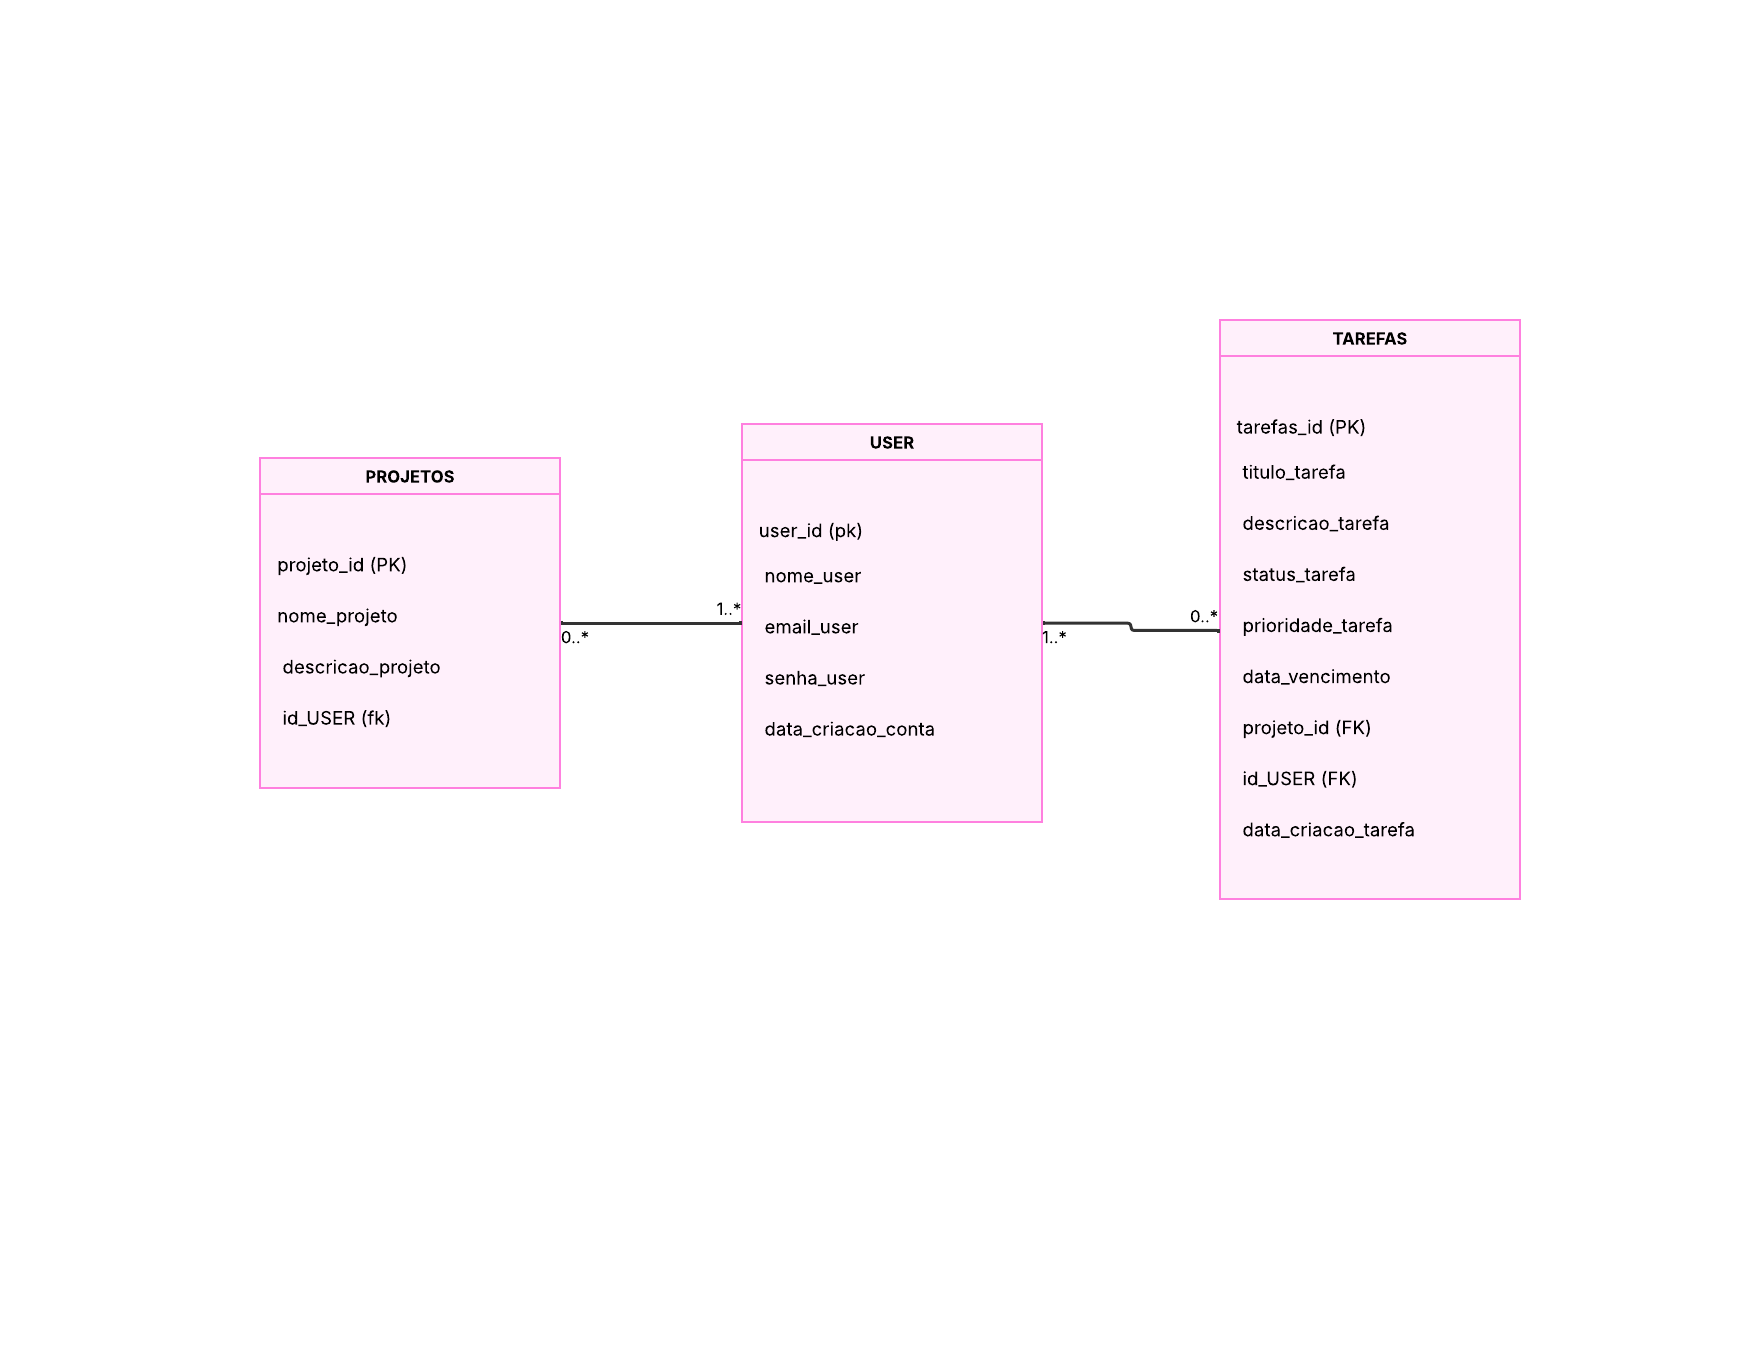 PROJETOS
projeto_id (PK)
nome_projeto
descricao_projeto
id_USER (fk)
0..*
1..*
USER
user_id (pk)
nome_user
email_user
senha_user
data_criacao_conta
1..*
0..*
TAREFAS
tarefas_id (PK)
titulo_tarefa
descricao_tarefa
status_tarefa
prioridade_tarefa
data_vencimento
projeto_id (FK)
id_USER (FK)
data_criacao_tarefa